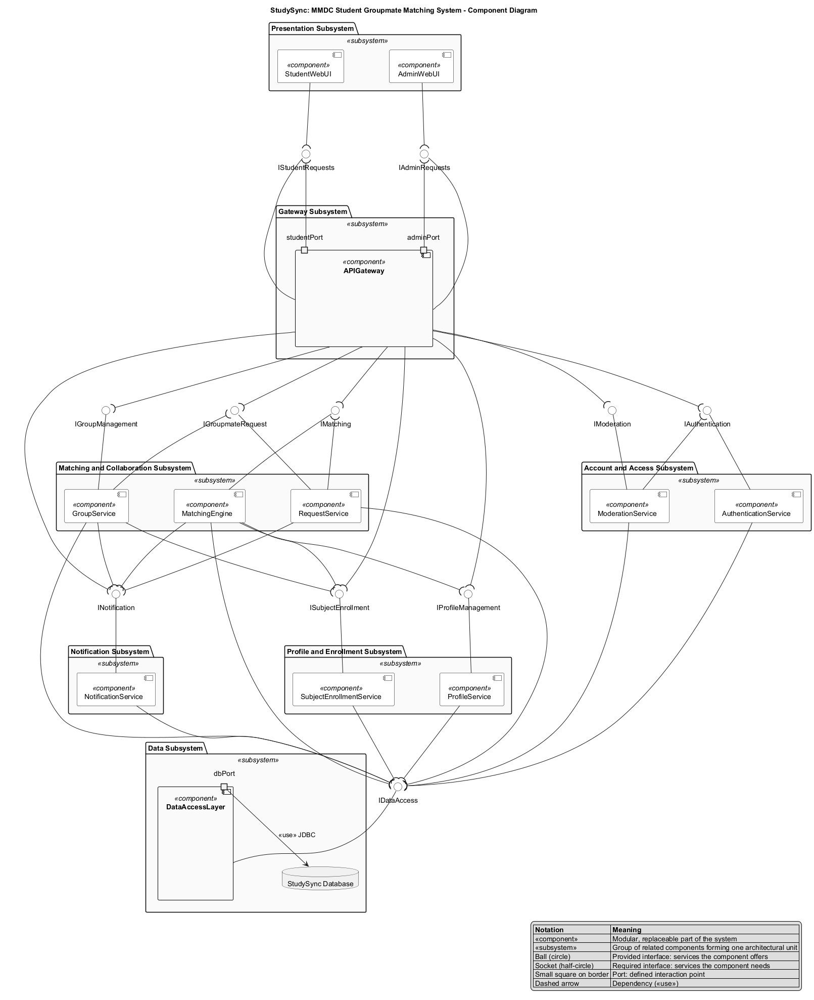 StudySync: MMDC Student Groupmate Matching System - Component Diagram
Presentation Subsystem
«subsystem»
«component»
StudentWebUI
«component»
AdminWebUI
IStudentRequests
IAdminRequests
Gateway Subsystem
«subsystem»
studentPort
adminPort
«component»
APIGateway
IGroupManagement
IGroupmateRequest
IMatching
IModeration
IAuthentication
Matching and Collaboration Subsystem
«subsystem»
«component»
GroupService
«component»
MatchingEngine
«component»
RequestService
Account and Access Subsystem
«subsystem»
«component»
ModerationService
«component»
AuthenticationService
INotification
ISubjectEnrollment
IProfileManagement
Notification Subsystem
«subsystem»
«component»
NotificationService
Profile and Enrollment Subsystem
«subsystem»
«component»
SubjectEnrollmentService
«component»
ProfileService
Data Subsystem
«subsystem»
dbPort
«component»
DataAccessLayer
IDataAccess
«use» JDBC
StudySync Database
Notation Meaning
«component» Modular, replaceable part of the system
«subsystem» Group of related components forming one architectural unit
Ball (circle) Provided interface: services the component offers
Socket (half-circle) Required interface: services the component needs
Small square on border Port: defined interaction point
Dashed arrow Dependency («use»)